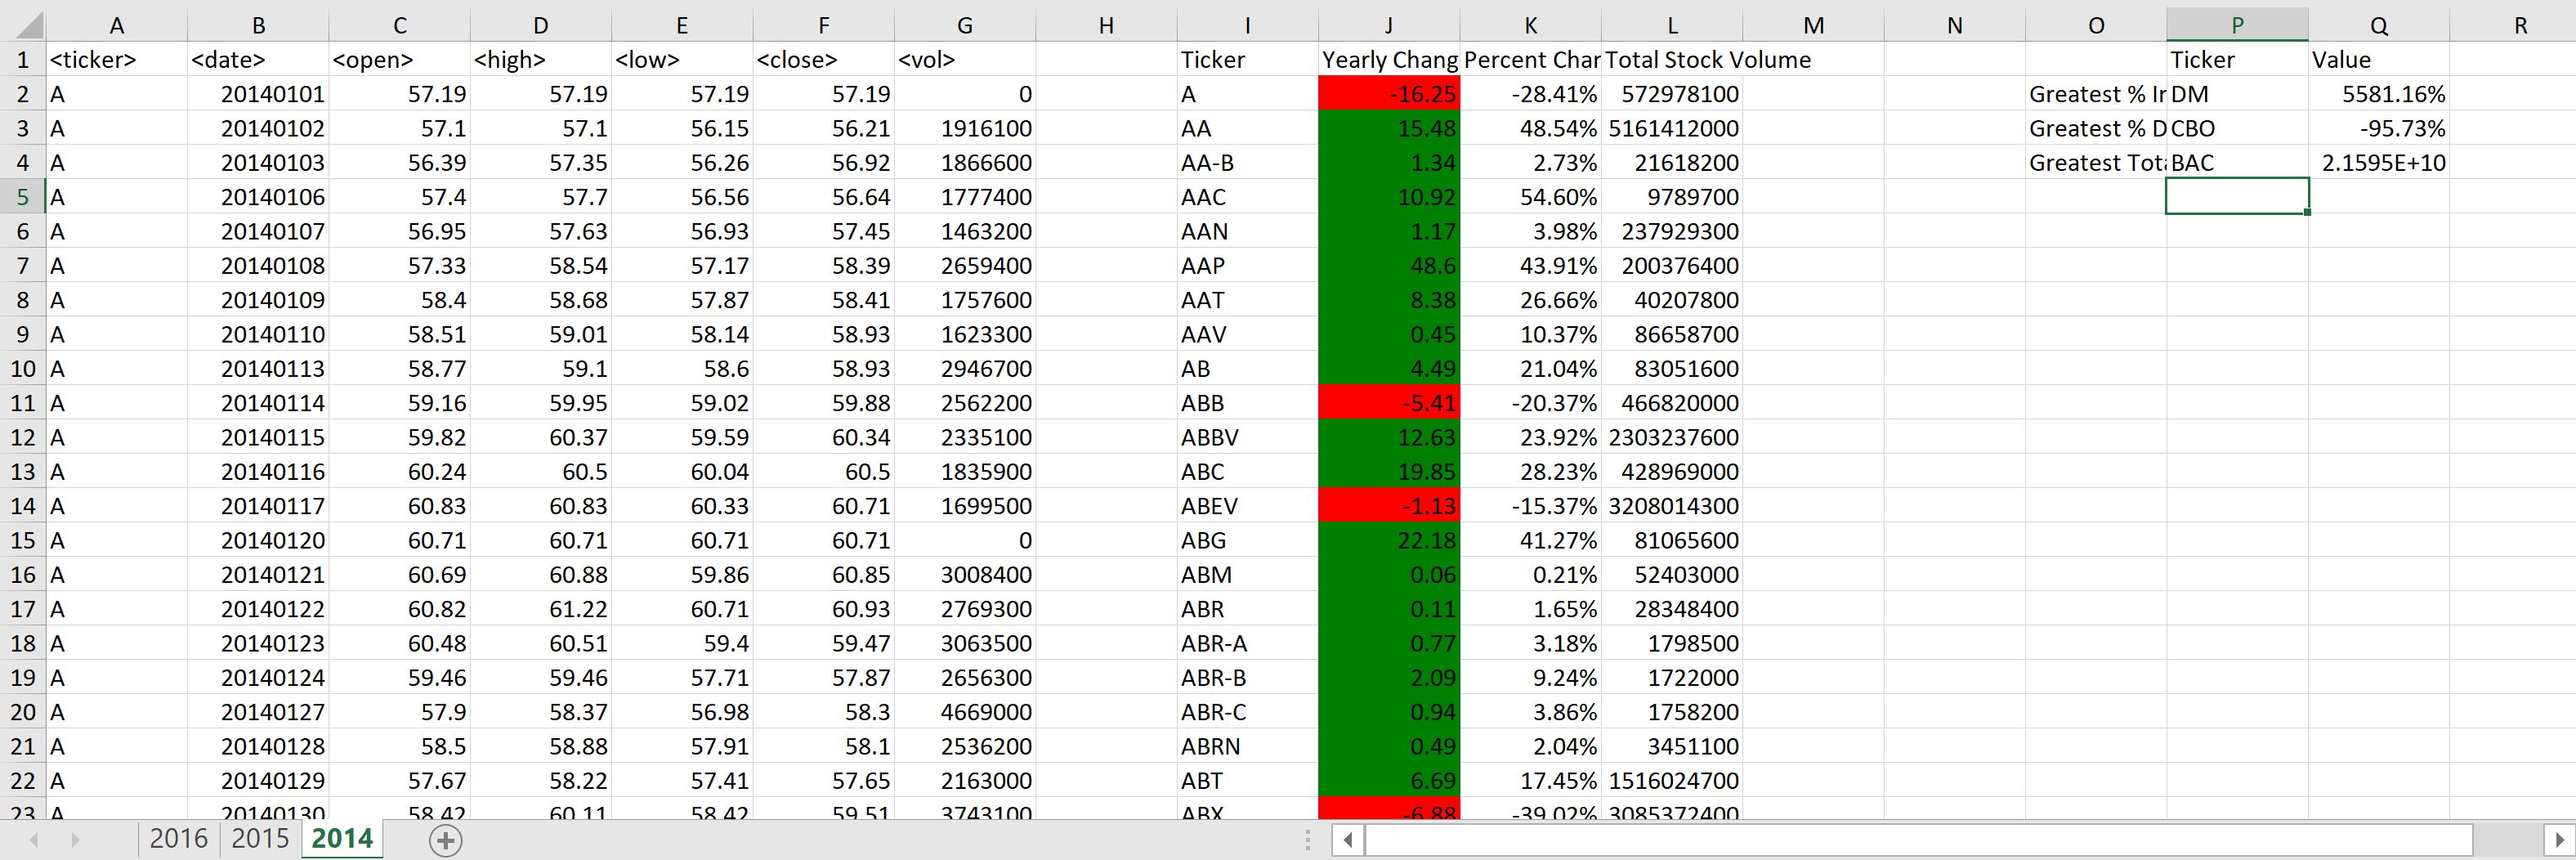 A B C D E F G H I J K L M N O P Q R
1 <ticker> <date> <open> <high> <low> <close> <vol> Ticker Yearly Chang Percent Char Total Stock Volume Ticker Value
2 A 20140101 57.19 57.19 57.19 57.19 0 A -16.25 -28.41% 572978100 Greatest % Ir DM 5581.16%
3 A 20140102 57.1 57.1 56.15 56.21 1916100 AA 15.48 48.54% 5161412000 Greatest % D CBO -95.73%
4 A 20140103 56.39 57.35 56.26 56.92 1866600 AA-B 1.34 2.73% 21618200 Greatest Tota BAC 2.1595E+10
5 A 20140106 57.4 57.7 56.56 56.64 1777400 AAC 10.92 54.60% 9789700
6 A 20140107 56.95 57.63 56.93 57.45 1463200 AAN 1.17 3.98% 237929300
7 A 20140108 57.33 58.54 57.17 58.39 2659400 AAP 48.6 43.91% 200376400
8 A 20140109 58.4 58.68 57.87 58.41 1757600 AAT 8.38 26.66% 40207800
9 A 20140110 58.51 59.01 58.14 58.93 1623300 AAV 0.45 10.37% 86658700
10 A 20140113 58.77 59.1 58.6 58.93 2946700 AB 4.49 21.04% 83051600
11 A 20140114 59.16 59.95 59.02 59.88 2562200 ABB -5.41 -20.37% 466820000
12 A 20140115 59.82 60.37 59.59 60.34 2335100 ABBV 12.63 23.92% 2303237600
13 A 20140116 60.24 60.5 60.04 60.5 1835900 ABC 19.85 28.23% 428969000
14 A 20140117 60.83 60.83 60.33 60.71 1699500 ABEV -1.13 -15.37% 3208014300
15 A 20140120 60.71 60.71 60.71 60.71 0 ABG 22.18 41.27% 81065600
16 A 20140121 60.69 60.88 59.86 60.85 3008400 ABM 0.06 0.21% 52403000
17 A 20140122 60.82 61.22 60.71 60.93 2769300 ABR 0.11 1.65% 28348400
18 A 20140123 60.48 60.51 59.4 59.47 3063500 ABR-A 0.77 3.18% 1798500
19 A 20140124 59.46 59.46 57.71 57.87 2656300 ABR-B 2.09 9.24% 1722000
20 A 20140127 57.9 58.37 56.98 58.3 4669000 ABR-C 0.94 3.86% 1758200
21 A 20140128 58.5 58.88 57.91 58.1 2536200 ABRN 0.49 2.04% 3451100
22 A 20140129 57.67 58.22 57.41 57.65 2163000 ABT 6.69 17.45% 1516024700
23 A 20140130 58.42 60.11 58.42 59.51 3743100 ABX -6.88 -39.02% 3085372400
2016 2015 2014